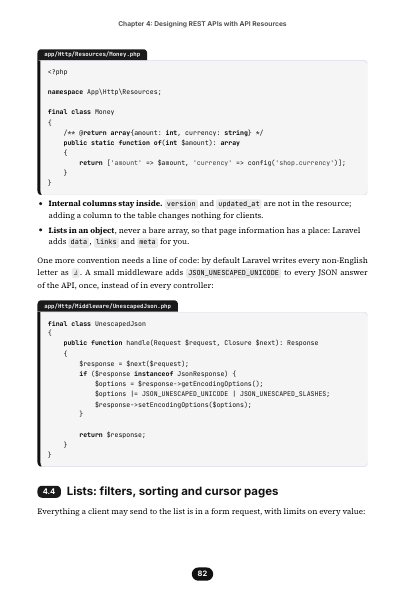 Chapter 4: Designing REST APIs with API Resources
app/Http/Resources/Money.php
<?php
namespace App\Http\Resources;
final class Money
{
    /** @return array{amount: int, currency: string} */
    public static function of(int $amount): array
    {
        return ['amount' => $amount, 'currency' => config('shop.currency')];
    }
}
• Internal columns stay inside. version and updated_at are not in the resource;
adding a column to the table changes nothing for clients.
• Lists in an object, never a bare array, so that page information has a place: Laravel
adds data, links and meta for you.
One more convention needs a line of code: by default Laravel writes every non-English
letter as . A small middleware adds JSON_UNESCAPED_UNICODE to every JSON answer
of the API, once, instead of in every controller:
app/Http/Middleware/UnescapedJson.php
final class UnescapedJson
{
    public function handle(Request $request, Closure $next): Response
    {
        $response = $next($request);
        if ($response instanceof JsonResponse) {
            $options = $response->getEncodingOptions();
            $options |= JSON_UNESCAPED_UNICODE | JSON_UNESCAPED_SLASHES;
            $response->setEncodingOptions($options);
        }
        return $response;
    }
}
4.4 Lists: filters, sorting and cursor pages
Everything a client may send to the list is in a form request, with limits on every value:
82